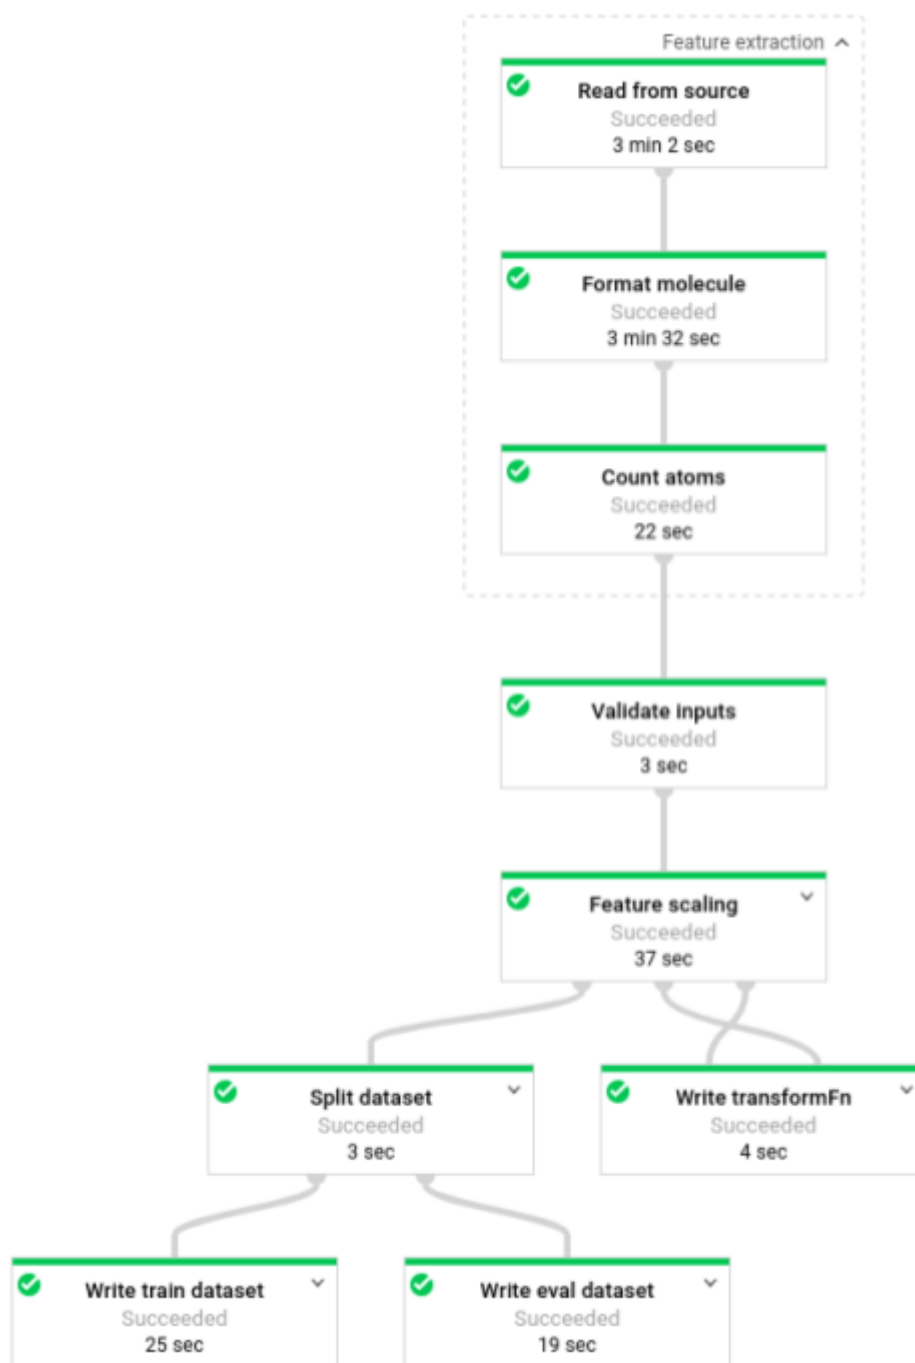 Feature extraction
Read from source
Succeeded
3 min 2 sec
Format molecule
Succeeded
3 min 32 sec
Count atoms
Succeeded
22 sec
Validate inputs
Succeeded
3 sec
Feature scaling
Succeeded
37 sec
Split dataset
Succeeded
3 sec
Write transformFn
Succeeded
4 sec
Write train dataset
Succeeded
25 sec
Write eval dataset
Succeeded
19 sec